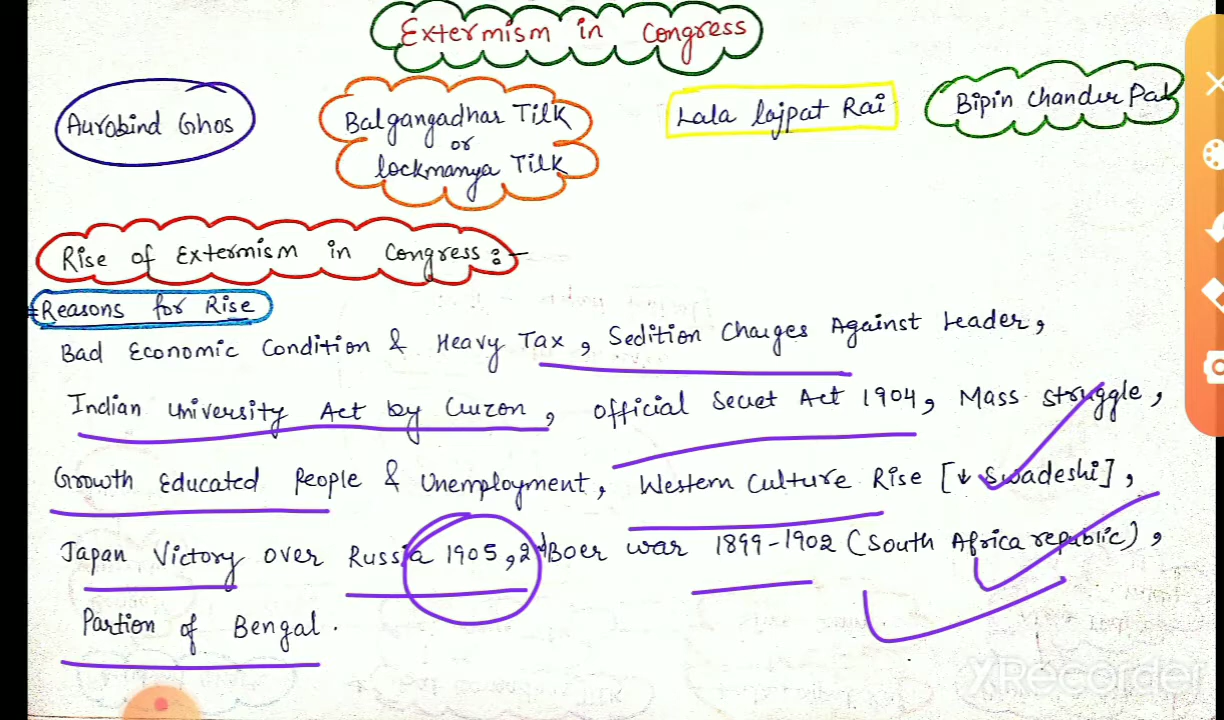 Extermism in Congress
Aurobind Ghos
Balgangadhar Tilk
or
lockmanya Tilk
Lala lajpat Rai
Bipin Chander Pal
Rise of Extermism in Congress :-
Reasons for Rise
Bad Economic Condition & Heavy Tax, Sedition Charges Against Leader,
Indian University Act by Curzon, Official Secret Act 1904, Mass struggle,
Growth Educated People & Unemployment, Western Culture Rise [↓ Swadeshi],
Japan Victory over Russia 1905, 2nd Boer war 1899-1902 (South Africa republic),
Partion of Bengal.
XRecorder